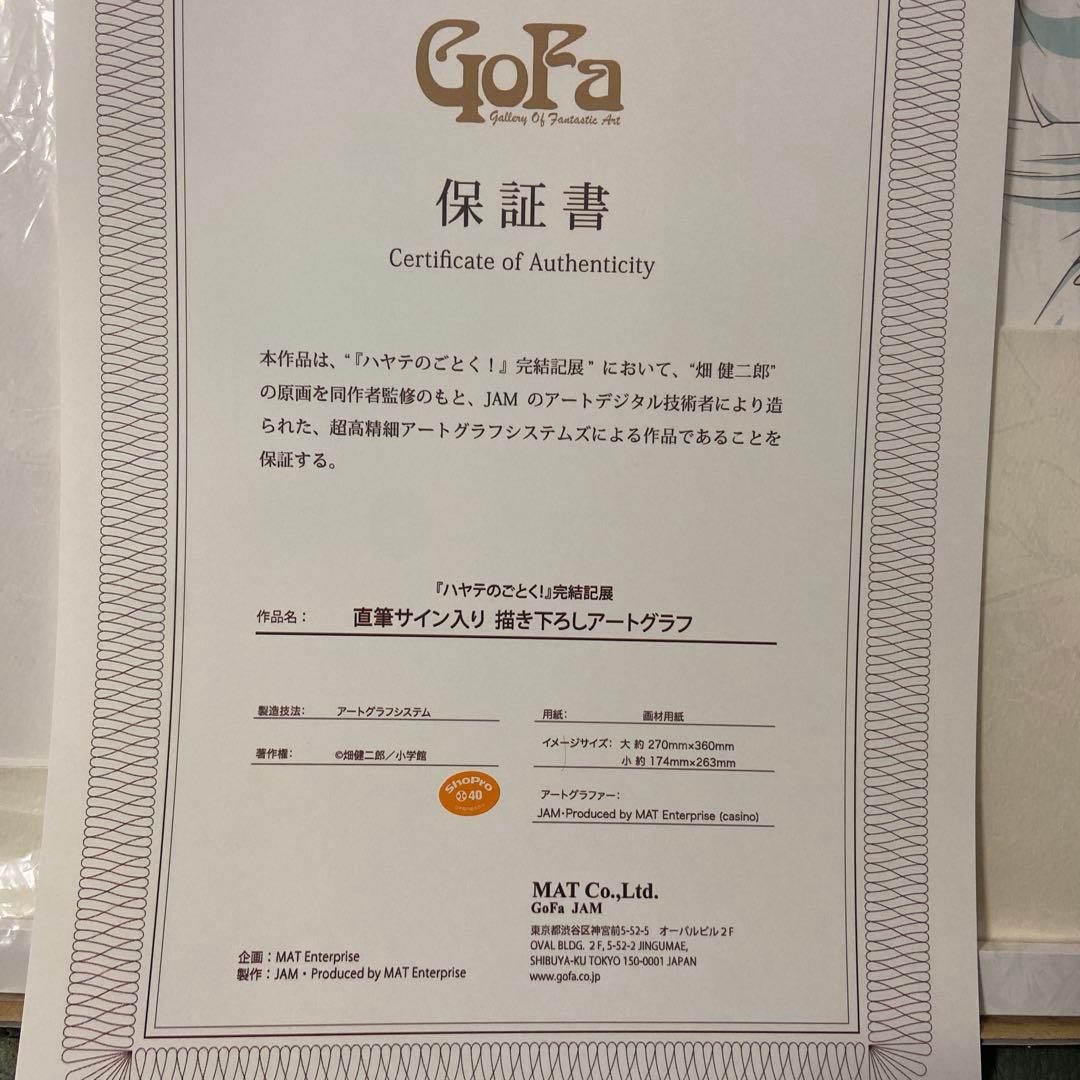 GoFa
Gallery Of Fantastic Art
保証書
Certificate of Authenticity
本作品は、“『ハヤテのごとく！』完結記展” において、“畑 健二郎”
の原画を同作者監修のもと、JAM のアートデジタル技術者により造
られた、超高精細アートグラフシステムズによる作品であることを
保証する。
『ハヤテのごとく!』完結記展
作品名： 直筆サイン入り 描き下ろしアートグラフ
製造技法： アートグラフシステム
用紙： 画材用紙
著作権： ©畑健二郎／小学館
イメージサイズ： 大 約 270mm×360mm
小 約 174mm×263mm
ShoPro
40
アートグラファー：
JAM・Produced by MAT Enterprise (casino)
MAT Co.,Ltd.
GoFa JAM
東京都渋谷区神宮前5-52-5 オーバルビル２F
OVAL BLDG. ２F, 5-52-2 JINGUMAE,
SHIBUYA-KU TOKYO 150-0001 JAPAN
www.gofa.co.jp
企画：MAT Enterprise
製作：JAM・Produced by MAT Enterprise